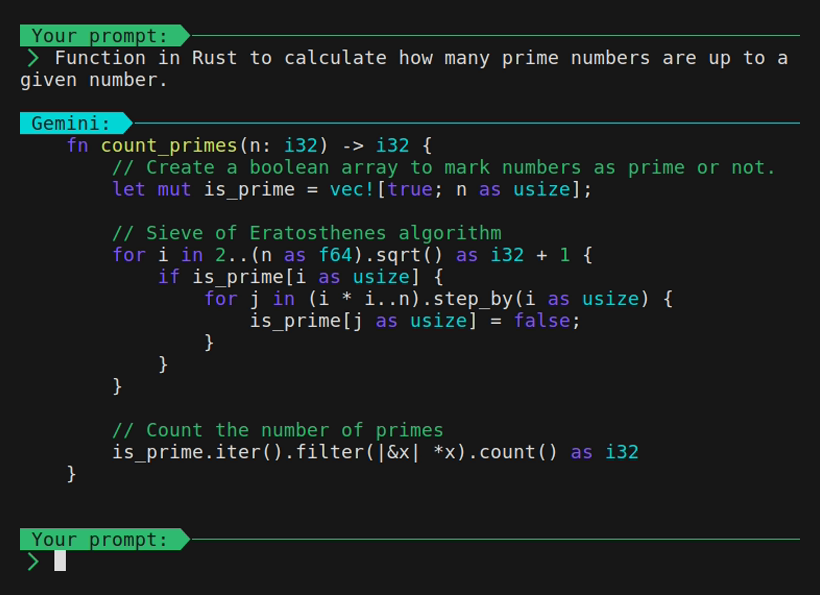 Your prompt:
> Function in Rust to calculate how many prime numbers are up to a
given number.
Gemini:
fn count_primes(n: i32) -> i32 {
    // Create a boolean array to mark numbers as prime or not.
    let mut is_prime = vec![true; n as usize];

    // Sieve of Eratosthenes algorithm
    for i in 2..(n as f64).sqrt() as i32 + 1 {
        if is_prime[i as usize] {
            for j in (i * i..n).step_by(i as usize) {
                is_prime[j as usize] = false;
            }
        }
    }

    // Count the number of primes
    is_prime.iter().filter(|&x| *x).count() as i32
}
Your prompt:
>